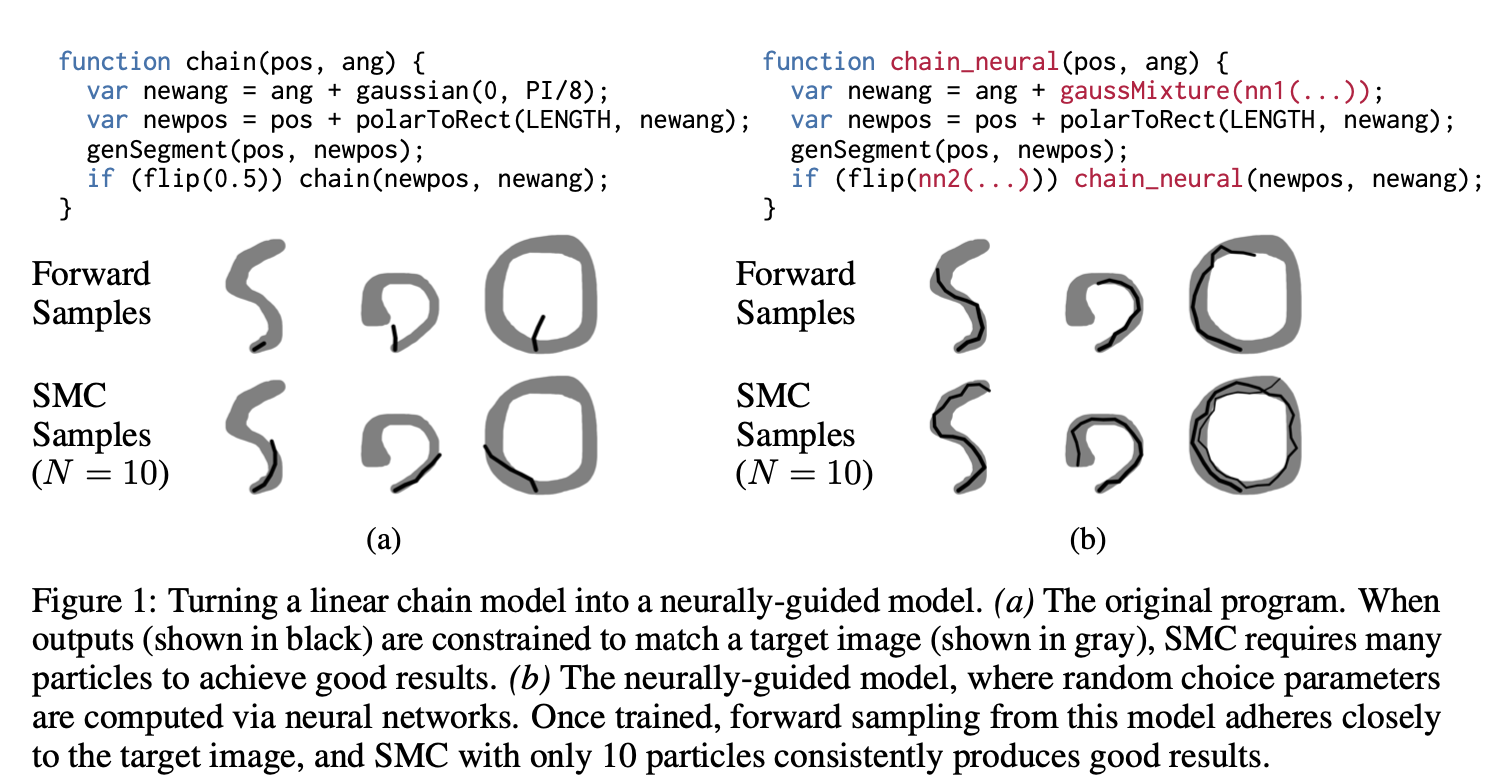 function chain(pos, ang) {
  var newang = ang + gaussian(0, PI/8);
  var newpos = pos + polarToRect(LENGTH, newang);
  genSegment(pos, newpos);
  if (flip(0.5)) chain(newpos, newang);
}
Forward
Samples
SMC
Samples
(N = 10)
(a)
function chain_neural(pos, ang) {
  var newang = ang + gaussMixture(nn1(...));
  var newpos = pos + polarToRect(LENGTH, newang);
  genSegment(pos, newpos);
  if (flip(nn2(...))) chain_neural(newpos, newang);
}
Forward
Samples
SMC
Samples
(N = 10)
(b)
Figure 1: Turning a linear chain model into a neurally-guided model. (a) The original program. When
outputs (shown in black) are constrained to match a target image (shown in gray), SMC requires many
particles to achieve good results. (b) The neurally-guided model, where random choice parameters
are computed via neural networks. Once trained, forward sampling from this model adheres closely
to the target image, and SMC with only 10 particles consistently produces good results.